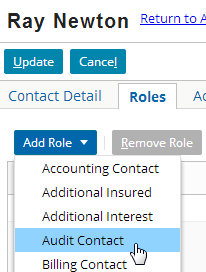 Ray Newton Return to A
Update Cancel
Contact Detail Roles Ac
Add Role Remove Role
Accounting Contact
Additional Insured
Additional Interest
Audit Contact
Billing Contact